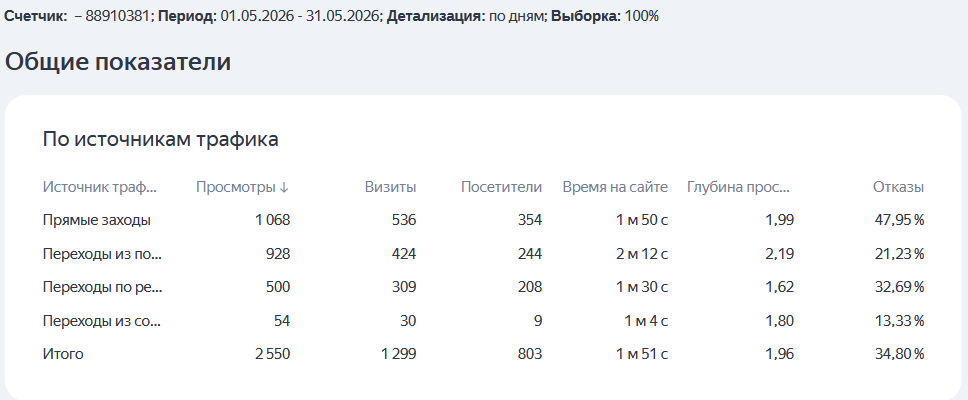 Счетчик: – 88910381; Период: 01.05.2026 - 31.05.2026; Детализация: по дням; Выборка: 100%
Общие показатели
По источникам трафика
Источник траф... Просмотры ↓ Визиты Посетители Время на сайте Глубина прос... Отказы
Прямые заходы 1 068 536 354 1 м 50 с 1,99 47,95 %
Переходы из по... 928 424 244 2 м 12 с 2,19 21,23 %
Переходы по ре... 500 309 208 1 м 30 с 1,62 32,69 %
Переходы из со... 54 30 9 1 м 4 с 1,80 13,33 %
Итого 2 550 1 299 803 1 м 51 с 1,96 34,80 %